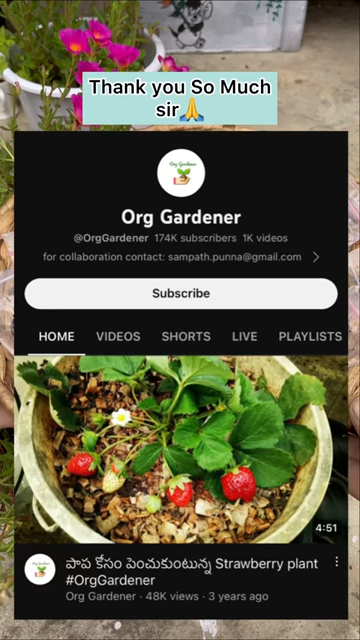 Thank you So Much
sir🙏
Org Gardener
Org Gardener
@OrgGardener 174K subscribers 1K videos
for collaboration contact: sampath.punna@gmail.com
Subscribe
HOME VIDEOS SHORTS LIVE PLAYLISTS
4:51
పాప కోసం పెంచుకుంటున్న Strawberry plant
#OrgGardener
Org Gardener · 48K views · 3 years ago